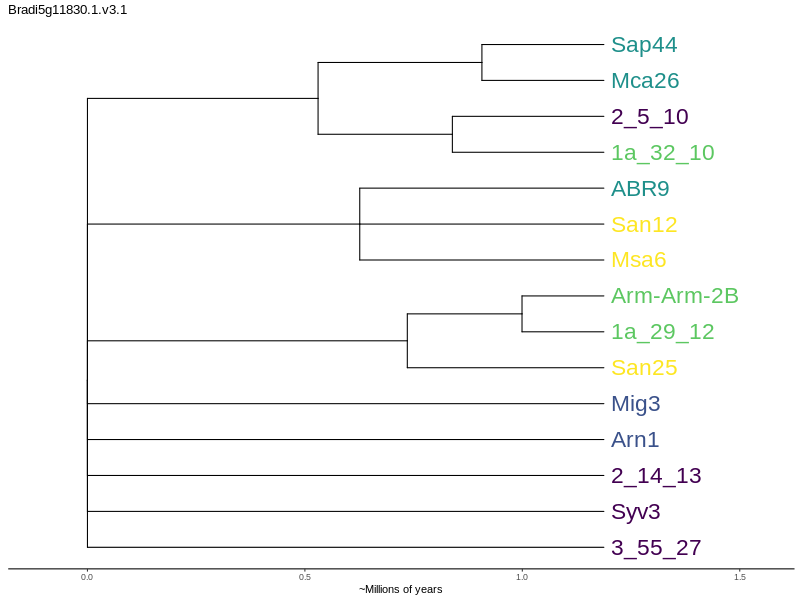 Bradi5g11830.1.v3.1
Sap44
Mca26
2_5_10
1a_32_10
ABR9
San12
Msa6
Arm-Arm-2B
1a_29_12
San25
Mig3
Arn1
2_14_13
Syv3
3_55_27
0.0 0.5 1.0 1.5
~Millions of years